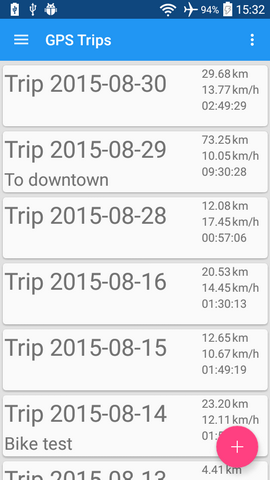 94% 15:32
GPS Trips
Trip 2015-08-30
29.68 km
13.77 km/h
02:49:29
Trip 2015-08-29
To downtown
73.25 km
10.05 km/h
09:30:28
Trip 2015-08-28
12.08 km
17.45 km/h
00:57:06
Trip 2015-08-16
20.53 km
14.45 km/h
01:30:13
Trip 2015-08-15
12.65 km
10.67 km/h
01:49:19
Trip 2015-08-14
Bike test
23.20 km
12.11 km/h
Trip 2015-08-13
4.41 km